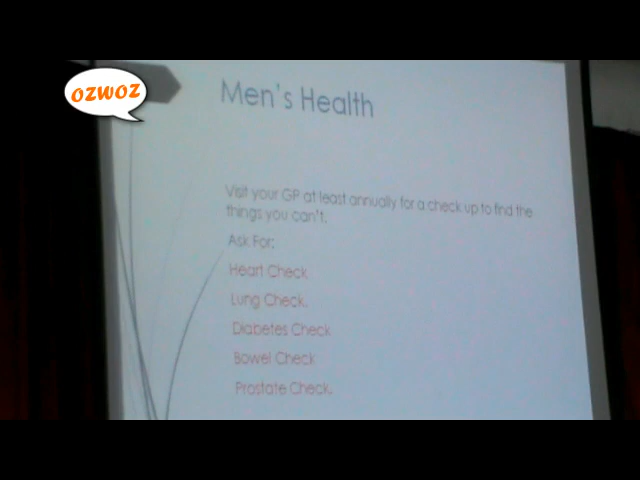 ozwoz
Men's Health
Visit your GP at least annually for a check up to find the
things you can't.
Ask For:
Heart Check
Lung Check.
Diabetes Check
Bowel Check
Prostate Check.